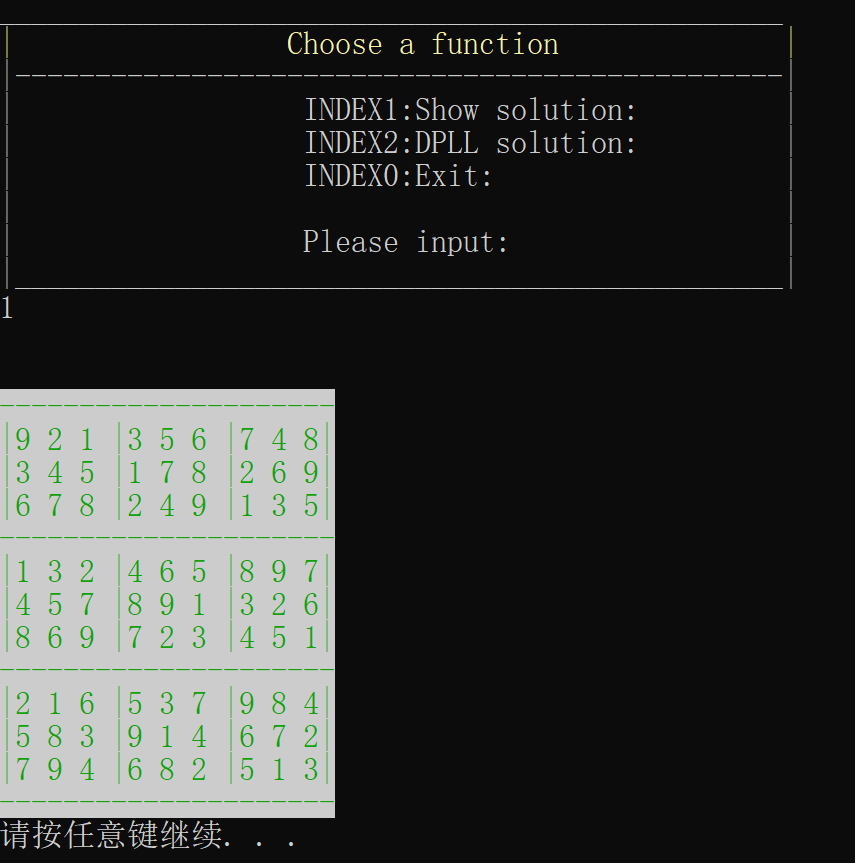 Choose a function
INDEX1:Show solution:
INDEX2:DPLL solution:
INDEX0:Exit:
Please input:
1
|9 2 1 |3 5 6 |7 4 8|
|3 4 5 |1 7 8 |2 6 9|
|6 7 8 |2 4 9 |1 3 5|
|1 3 2 |4 6 5 |8 9 7|
|4 5 7 |8 9 1 |3 2 6|
|8 6 9 |7 2 3 |4 5 1|
|2 1 6 |5 3 7 |9 8 4|
|5 8 3 |9 1 4 |6 7 2|
|7 9 4 |6 8 2 |5 1 3|
请按任意键继续. . .